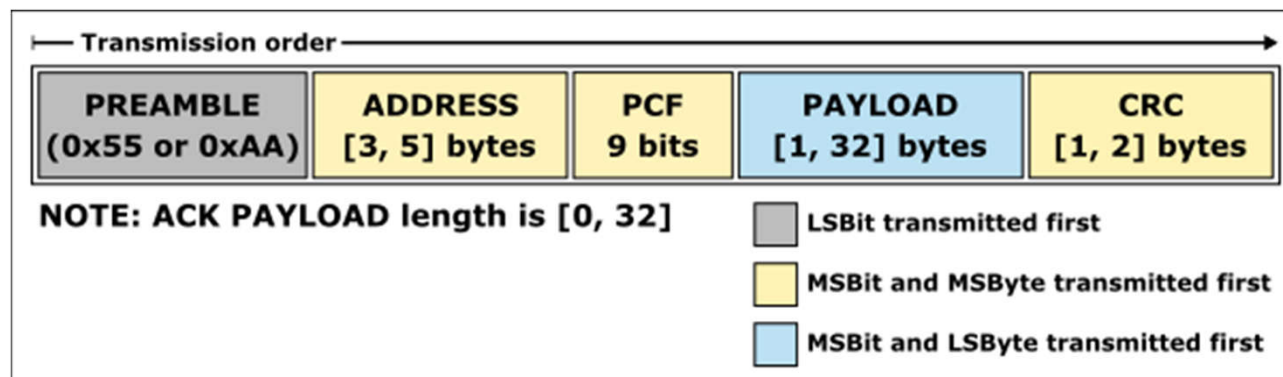 Transmission order
PREAMBLE ADDRESS PCF PAYLOAD CRC
(0x55 or 0xAA) [3, 5] bytes 9 bits [1, 32] bytes [1, 2] bytes
NOTE: ACK PAYLOAD length is [0, 32]
LSBit transmitted first
MSBit and MSByte transmitted first
MSBit and LSByte transmitted first